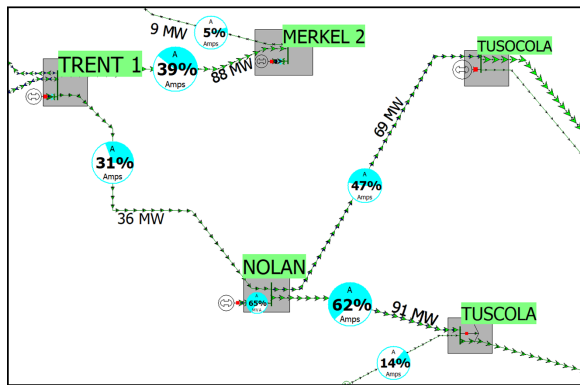 9 MW
A
5%
Amps
MERKEL 2
TUSOCOLA
TRENT 1
A
39%
Amps
88 MW
69 MW
A
31%
Amps
A
47%
Amps
36 MW
NOLAN
A
65%
A
62%
Amps
91 MW
TUSCOLA
A
14%
Amps